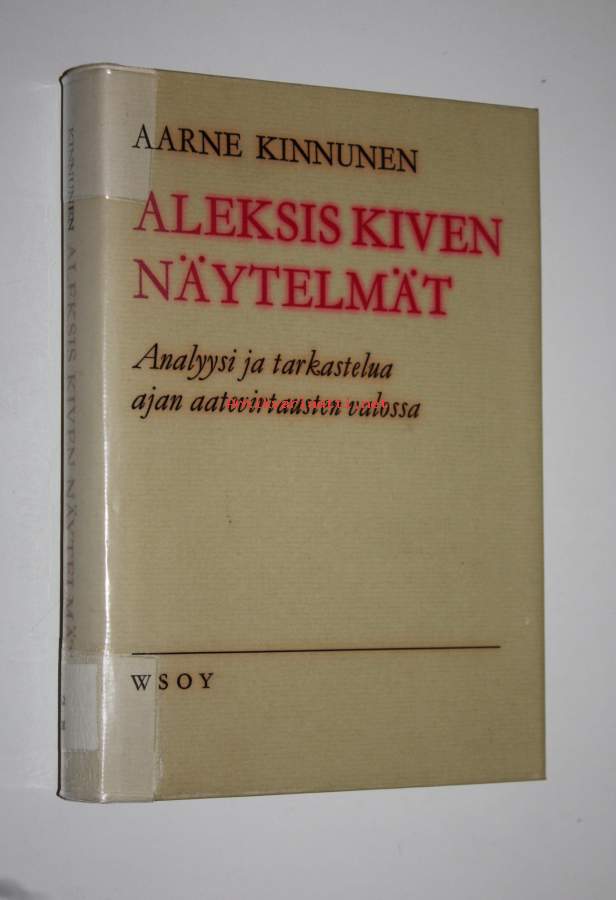 AARNE KINNUNEN
ALEKSIS KIVEN
NÄYTELMÄT
Analyysi ja tarkastelua
ajan aatevirtausten valossa
WSOY
KINNUNEN ALEKSIS KIVEN NÄYTELMÄT